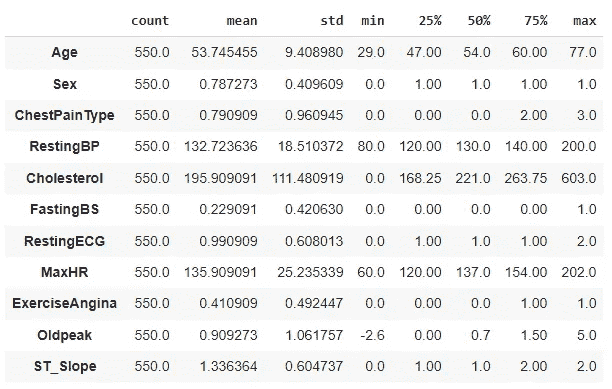 count mean std min 25% 50% 75% max
Age 550.0 53.745455 9.408980 29.0 47.00 54.0 60.00 77.0
Sex 550.0 0.787273 0.409609 0.0 1.00 1.0 1.00 1.0
ChestPainType 550.0 0.790909 0.960945 0.0 0.00 0.0 2.00 3.0
RestingBP 550.0 132.723636 18.510372 80.0 120.00 130.0 140.00 200.0
Cholesterol 550.0 195.909091 111.480919 0.0 168.25 221.0 263.75 603.0
FastingBS 550.0 0.229091 0.420630 0.0 0.00 0.0 0.00 1.0
RestingECG 550.0 0.990909 0.608013 0.0 1.00 1.0 1.00 2.0
MaxHR 550.0 135.909091 25.235339 60.0 120.00 137.0 154.00 202.0
ExerciseAngina 550.0 0.410909 0.492447 0.0 0.00 0.0 1.00 1.0
Oldpeak 550.0 0.909273 1.061757 -2.6 0.00 0.7 1.50 5.0
ST_Slope 550.0 1.336364 0.604737 0.0 1.00 1.0 2.00 2.0